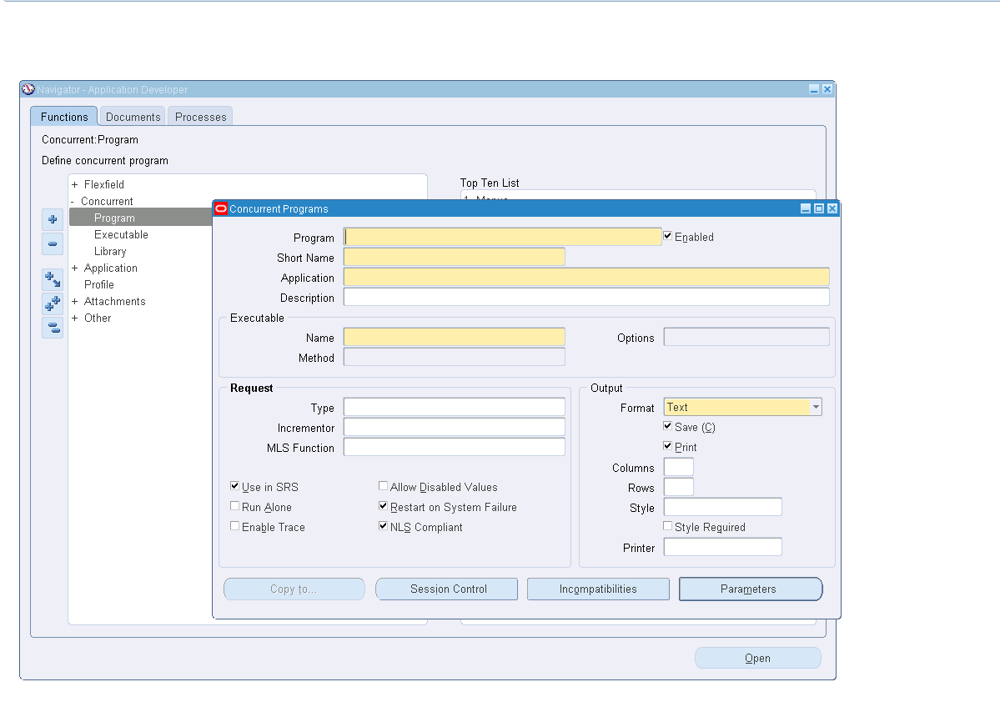 Navigator - Application Developer
Functions Documents Processes
Concurrent:Program
Define concurrent program
+ Flexfield
- Concurrent
Program
Executable
Library
+ Application
Profile
+ Attachments
+ Other
Top Ten List
Concurrent Programs
Program
Enabled
Short Name
Application
Description
Executable
Name
Options
Method
Request
Type
Incrementor
MLS Function
Use in SRS
Allow Disabled Values
Run Alone
Restart on System Failure
Enable Trace
NLS Compliant
Output
Format Text
Save (C)
Print
Columns
Rows
Style
Style Required
Printer
Copy to... Session Control Incompatibilities Parameters
Open